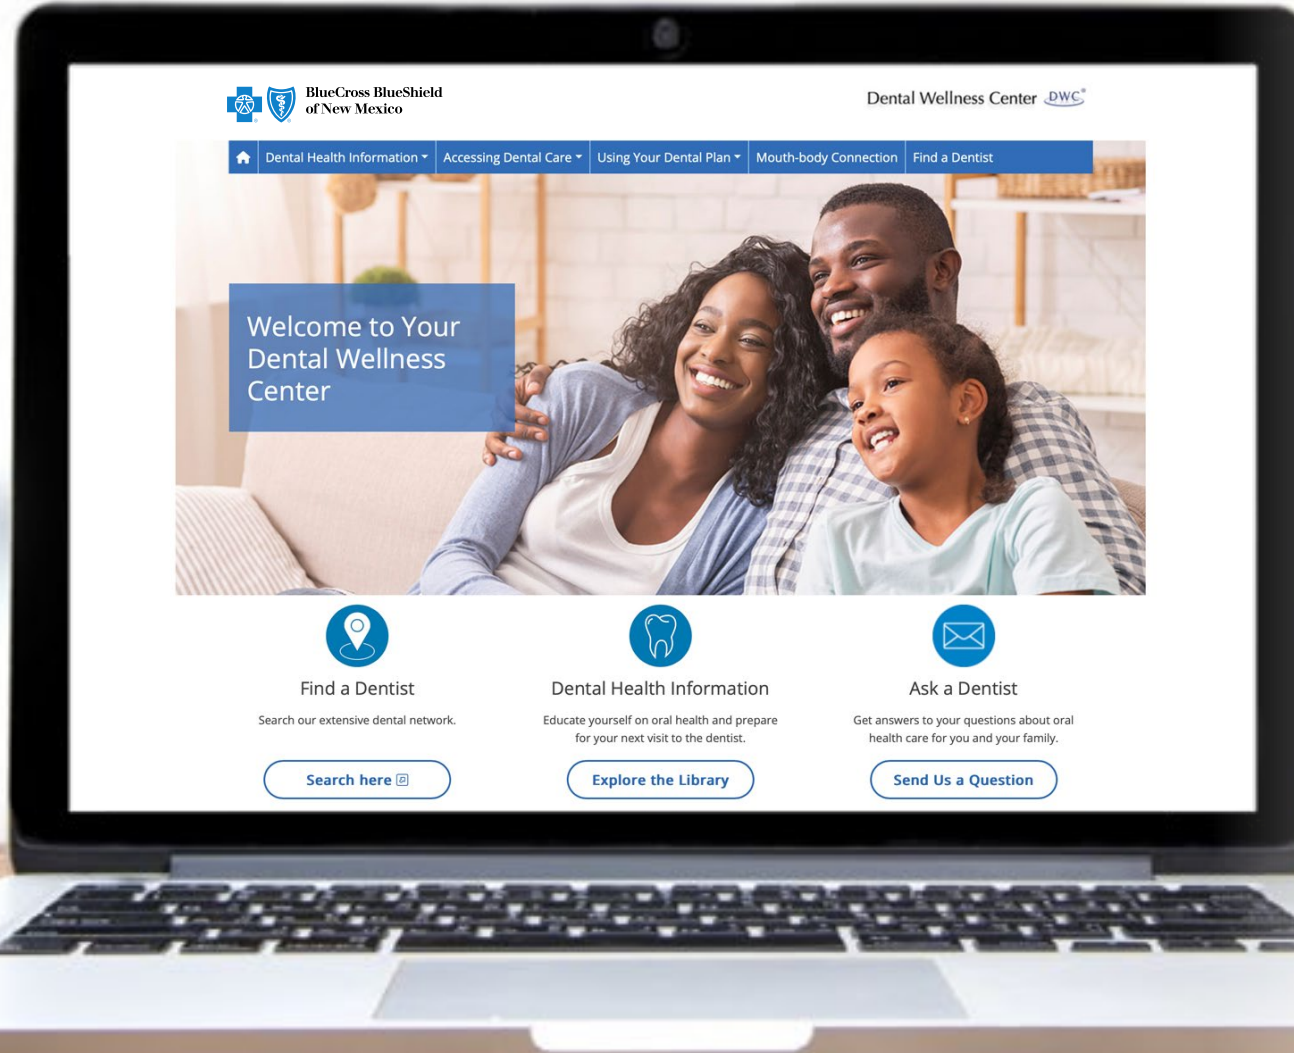 BlueCross BlueShield
of New Mexico
Dental Wellness Center DWC®
Dental Health Information
Accessing Dental Care
Using Your Dental Plan
Mouth-body Connection
Find a Dentist
Welcome to Your
Dental Wellness
Center
Find a Dentist
Search our extensive dental network.
Search here
Dental Health Information
Educate yourself on oral health and prepare
for your next visit to the dentist.
Explore the Library
Ask a Dentist
Get answers to your questions about oral
health care for you and your family.
Send Us a Question